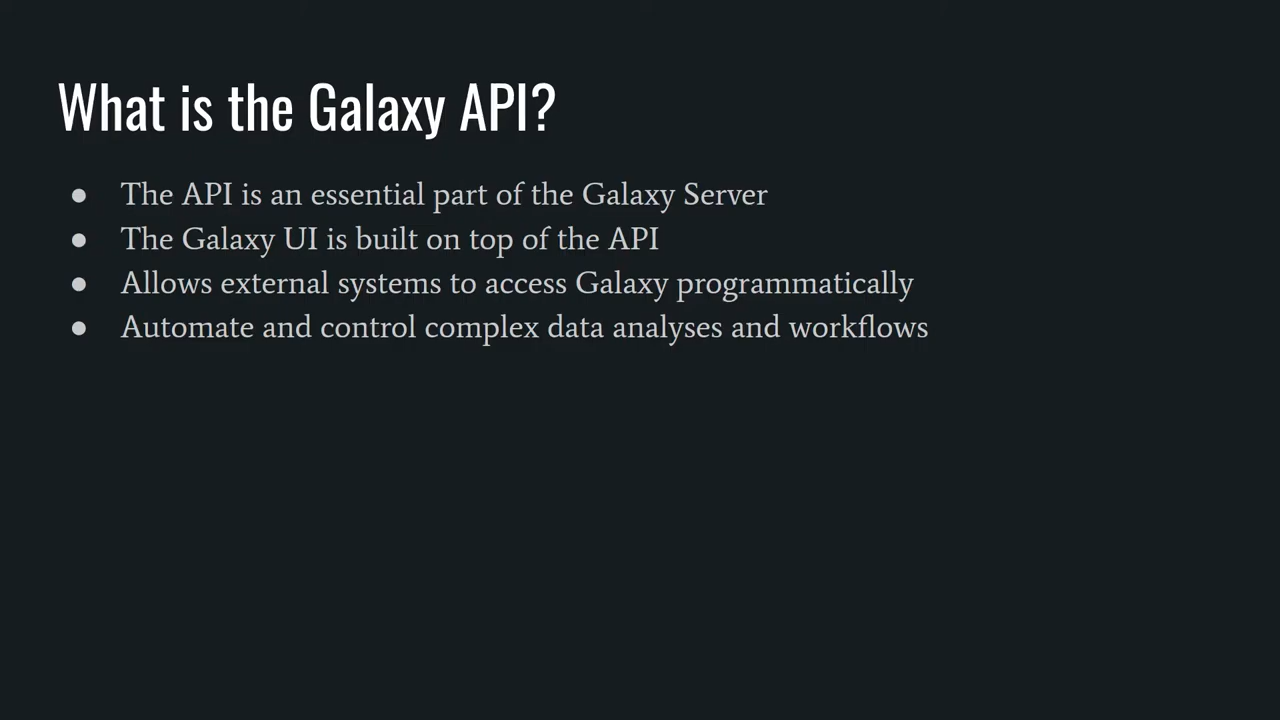 What is the Galaxy API?
● The API is an essential part of the Galaxy Server
● The Galaxy UI is built on top of the API
● Allows external systems to access Galaxy programmatically
● Automate and control complex data analyses and workflows